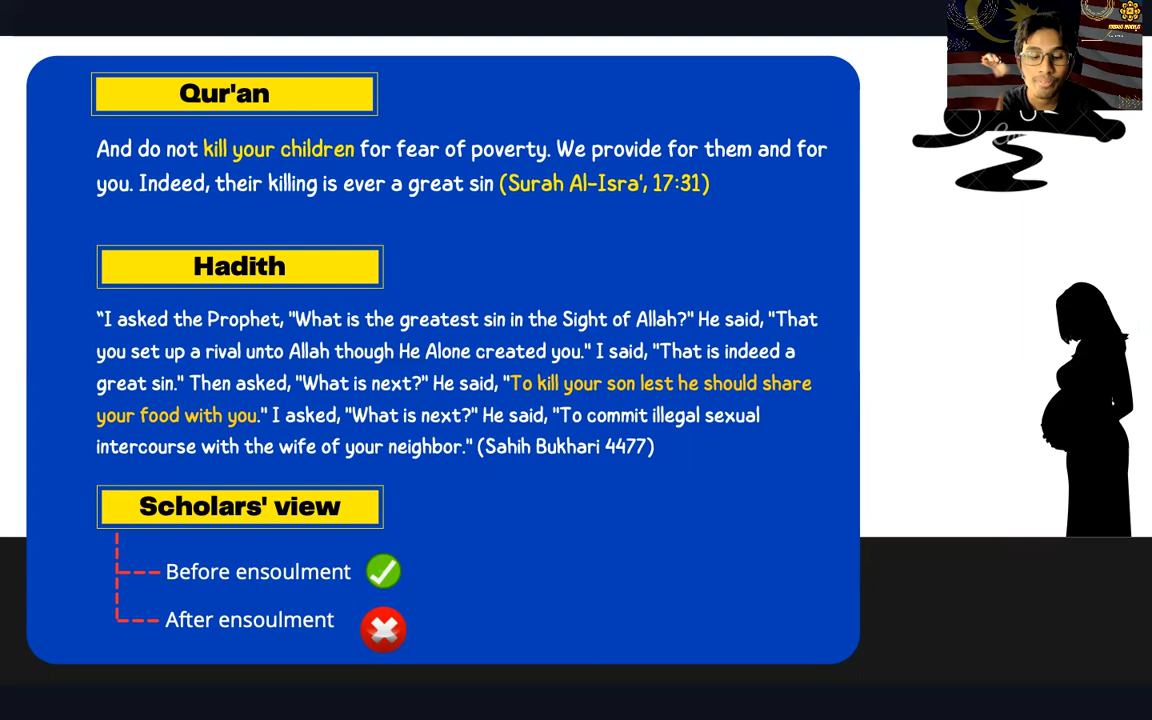 Qur'an
And do not kill your children for fear of poverty. We provide for them and for
you. Indeed, their killing is ever a great sin (Surah Al-Isra', 17:31)
Hadith
"I asked the Prophet, "What is the greatest sin in the Sight of Allah?" He said, "That
you set up a rival unto Allah though He Alone created you." I said, "That is indeed a
great sin." Then asked, "What is next?" He said, "To kill your son lest he should share
your food with you." I asked, "What is next?" He said, "To commit illegal sexual
intercourse with the wife of your neighbor." (Sahih Bukhari 4477)
Scholars' view
Before ensoulment
After ensoulment